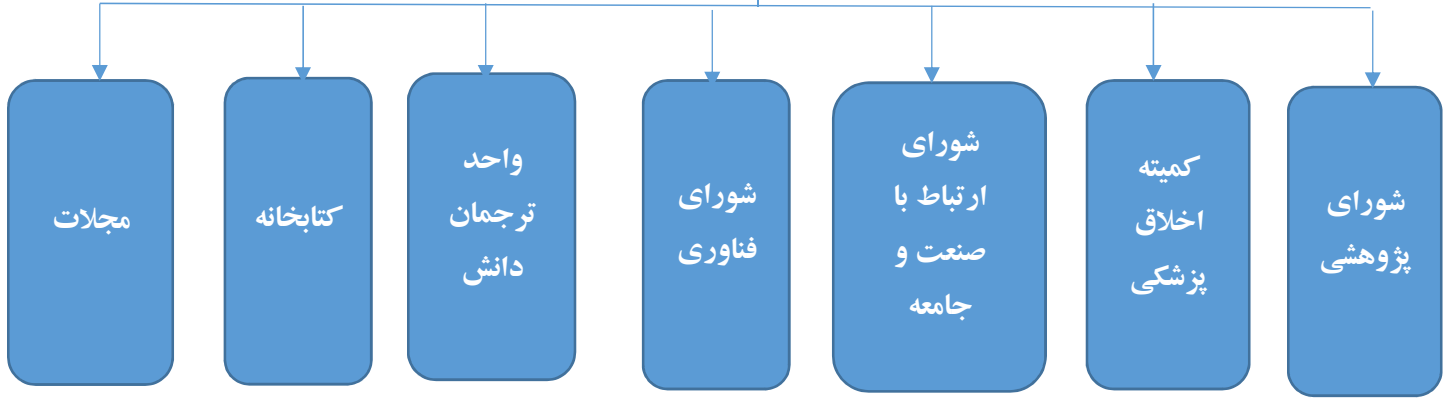 شورای
پژوهشی
کمیته
اخلاق
پزشکی
شورای
ارتباط با
صنعت و
جامعه
شورای
فناوری
واحد
ترجمان
دانش
کتابخانه
مجلات